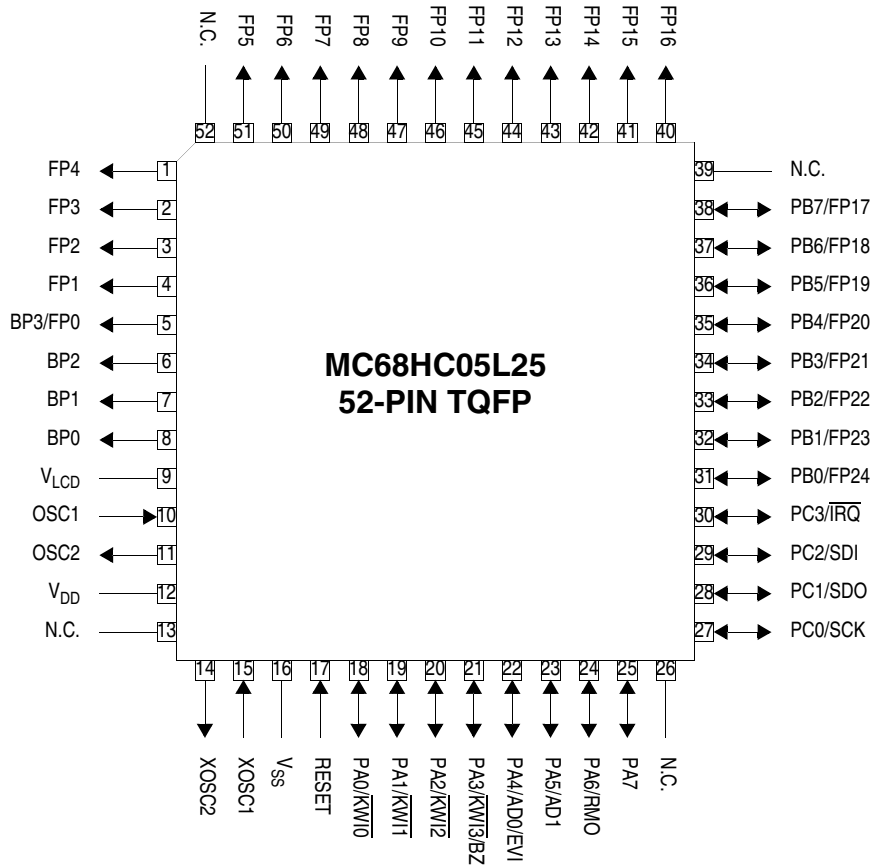 N.C. FP5 FP6 FP7 FP8 FP9 FP10 FP11 FP12 FP13 FP14 FP15 FP16
52 51 50 49 48 47 46 45 44 43 42 41 40
FP4 1 39 N.C.
FP3 2 38 PB7/FP17
FP2 3 37 PB6/FP18
FP1 4 36 PB5/FP19
BP3/FP0 5 35 PB4/FP20
BP2 6 34 PB3/FP21
MC68HC05L25
52-PIN TQFP
BP1 7 33 PB2/FP22
BP0 8 32 PB1/FP23
VLCD 9 31 PB0/FP24
OSC1 10 30 PC3/I̅R̅Q̅
OSC2 11 29 PC2/SDI
VDD 12 28 PC1/SDO
N.C. 13 27 PC0/SCK
14 15 16 17 18 19 20 21 22 23 24 25 26
XOSC2 XOSC1 VSS RESET PA0/K̅W̅I̅0̅ PA1/K̅W̅I̅1̅ PA2/K̅W̅I̅2̅ PA3/K̅W̅I̅3̅/BZ PA4/AD0/EVI PA5/AD1 PA6/RMO PA7 N.C.